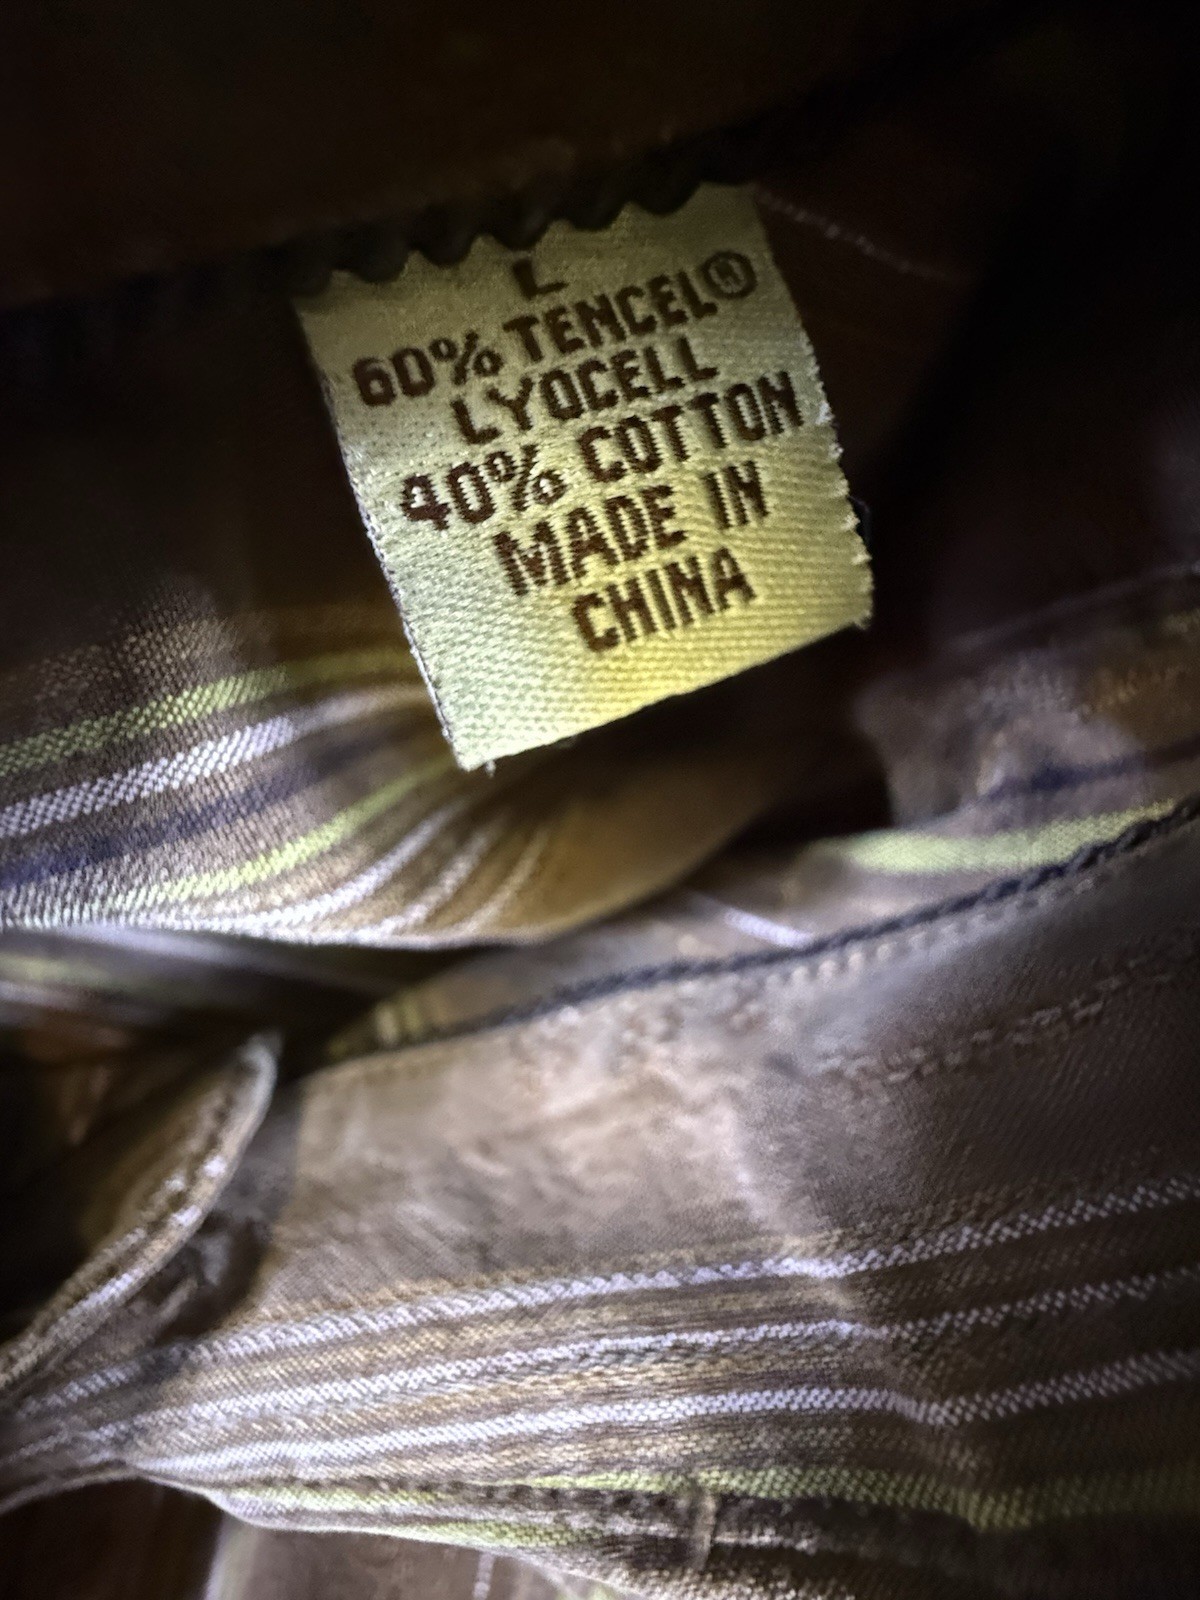 L
60% TENCEL®
LYOCELL
40% COTTON
MADE IN
CHINA